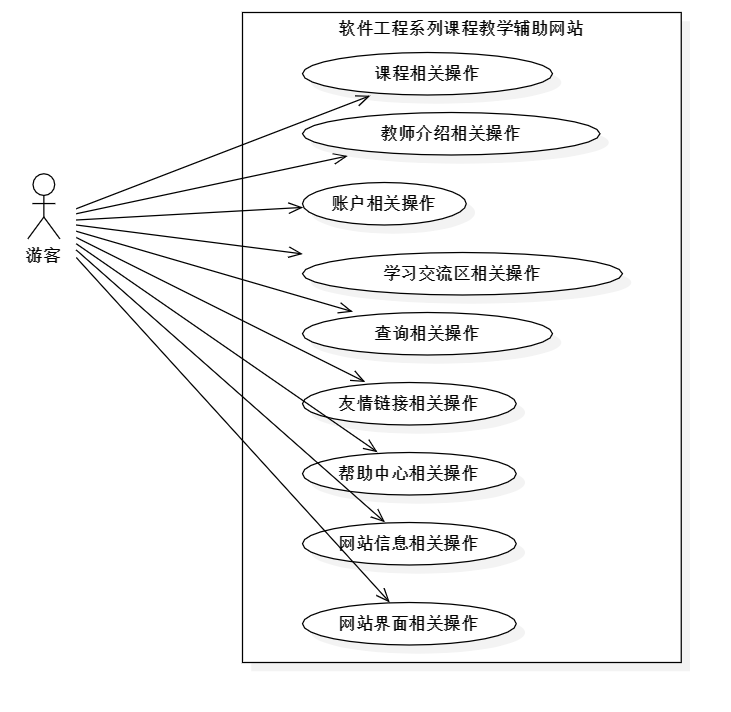 软件工程系列课程教学辅助网站
课程相关操作
教师介绍相关操作
账户相关操作
游客
学习交流区相关操作
查询相关操作
友情链接相关操作
帮助中心相关操作
网站信息相关操作
网站界面相关操作